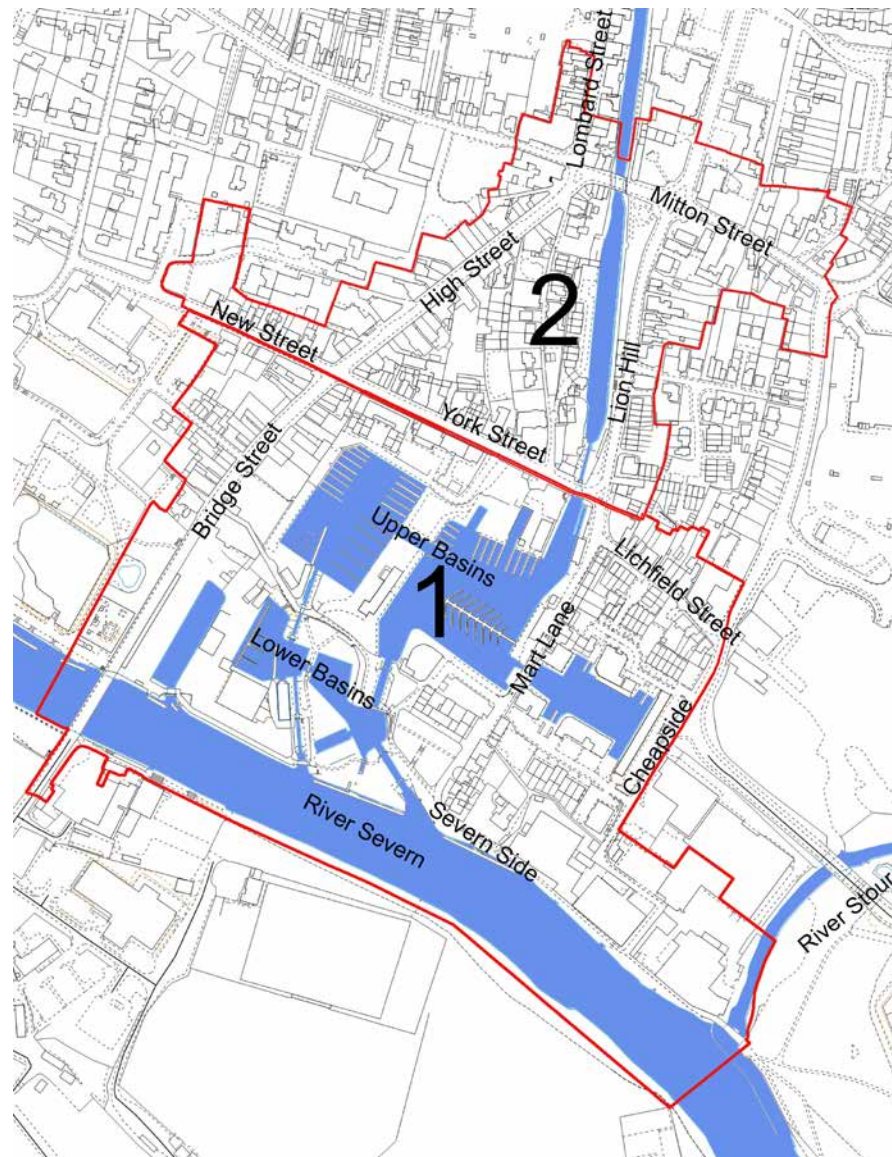 Lombard Street
Mitton Street
High Street
2
New Street
Lion Hill
York Street
Bridge Street
Upper Basins
Lichfield Street
1
Mart Lane
Lower Basins
Cheapside
River Severn
Severn Side
River Stour